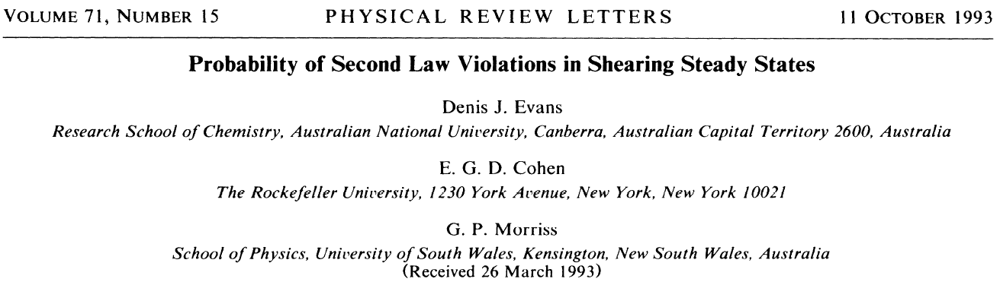 VOLUME 71, NUMBER 15 PHYSICAL REVIEW LETTERS 11 OCTOBER 1993
Probability of Second Law Violations in Shearing Steady States
Denis J. Evans
Research School of Chemistry, Australian National University, Canberra, Australian Capital Territory 2600, Australia
E. G. D. Cohen
The Rockefeller University, 1230 York Avenue, New York, New York 10021
G. P. Morriss
School of Physics, University of South Wales, Kensington, New South Wales, Australia
(Received 26 March 1993)